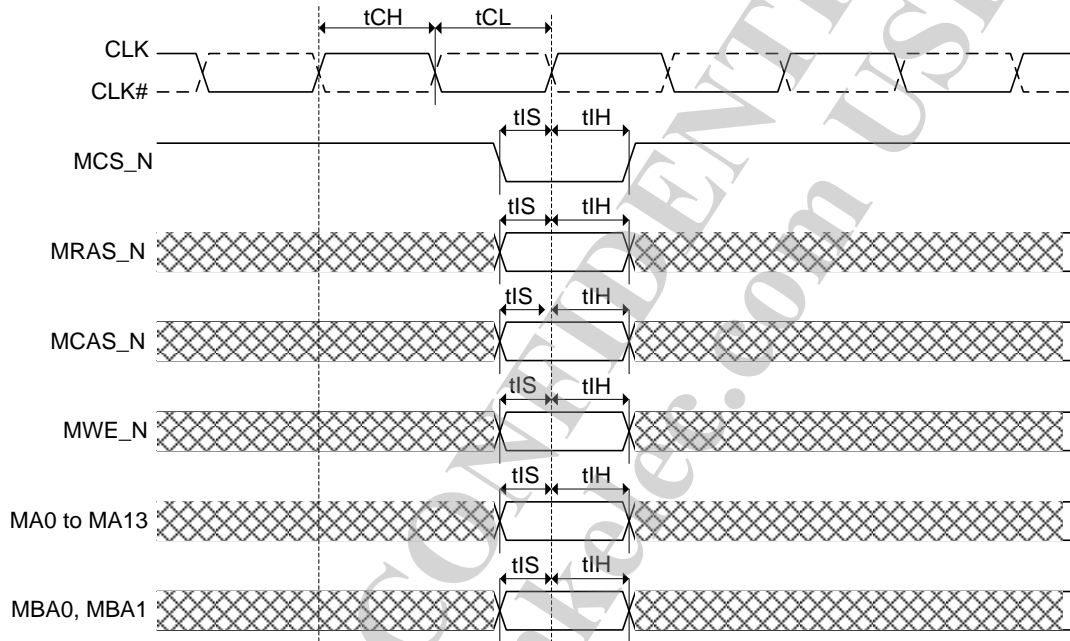 tCH tCL
CLK
CLK#
tIS tIH
MCS_N
tIS tIH
MRAS_N
tIS tIH
MCAS_N
tIS tIH
MWE_N
tIS tIH
MA0 to MA13
tIS tIH
MBA0, MBA1